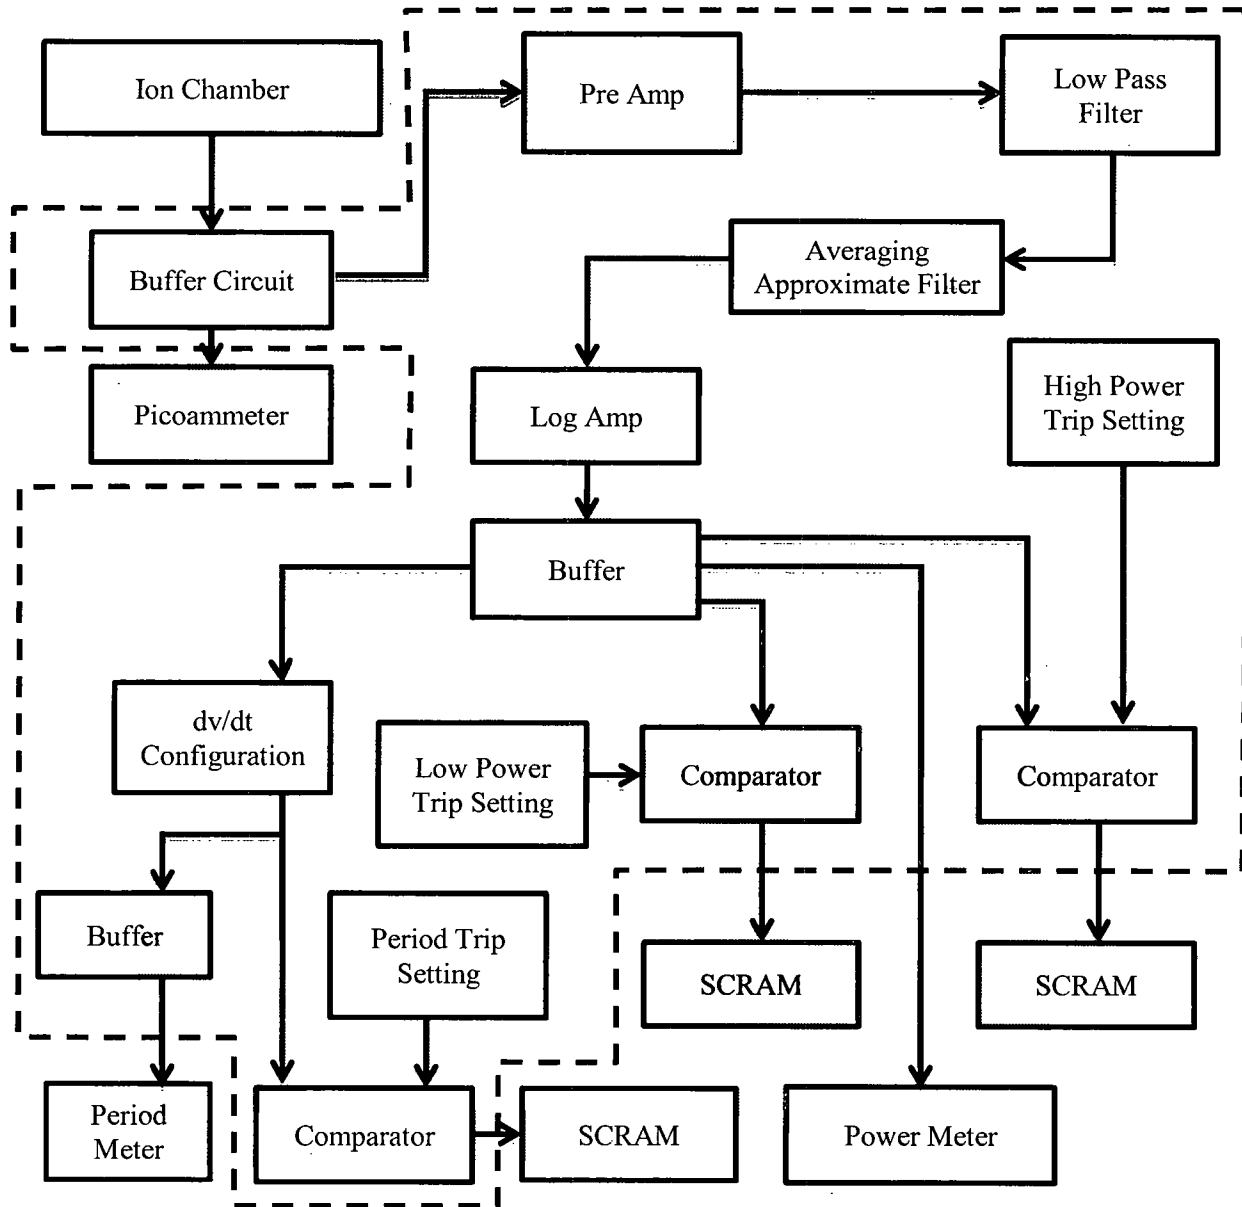 Ion Chamber
Pre Amp
Low Pass
Filter
Buffer Circuit
Averaging
Approximate Filter
Picoammeter
Log Amp
High Power
Trip Setting
Buffer
dv/dt
Configuration
Low Power
Trip Setting
Comparator
Comparator
Buffer
Period Trip
Setting
SCRAM
SCRAM
Period
Meter
Comparator
SCRAM
Power Meter